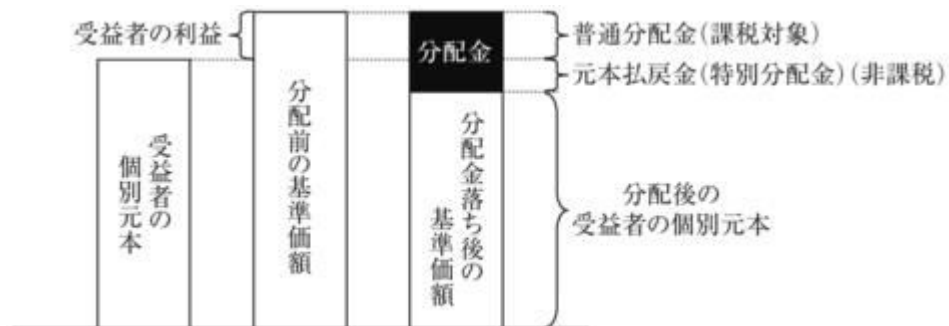 受益者の利益
分配金
普通分配金(課税対象)
元本払戻金(特別分配金)(非課税)
受益者の
個別元本
分配前の基準価額
分配金落ち後の
基準価額
分配後の
受益者の個別元本